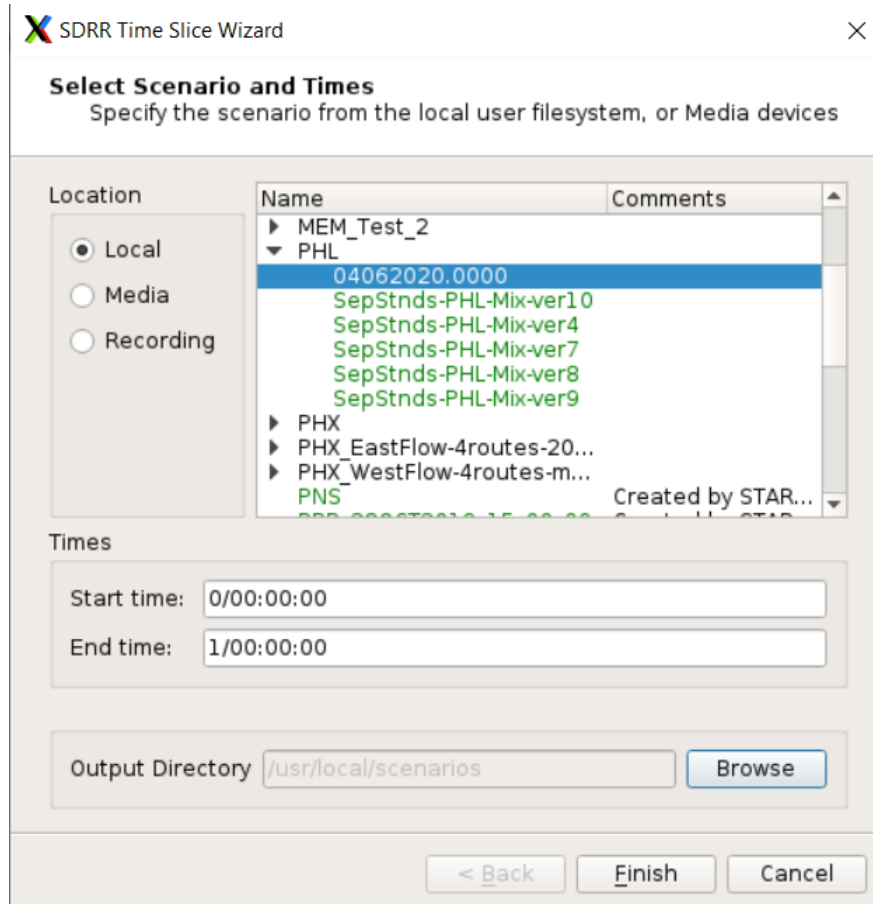 SDRR Time Slice Wizard
Select Scenario and Times
Specify the scenario from the local user filesystem, or Media devices
Location
Local
Media
Recording
Name Comments
MEM_Test_2
PHL
04062020.0000
SepStnds-PHL-Mix-ver10
SepStnds-PHL-Mix-ver4
SepStnds-PHL-Mix-ver7
SepStnds-PHL-Mix-ver8
SepStnds-PHL-Mix-ver9
PHX
PHX_EastFlow-4routes-20...
PHX_WestFlow-4routes-m...
PNS Created by STAR...
Times
Start time: 0/00:00:00
End time: 1/00:00:00
Output Directory /usr/local/scenarios Browse
< Back Finish Cancel